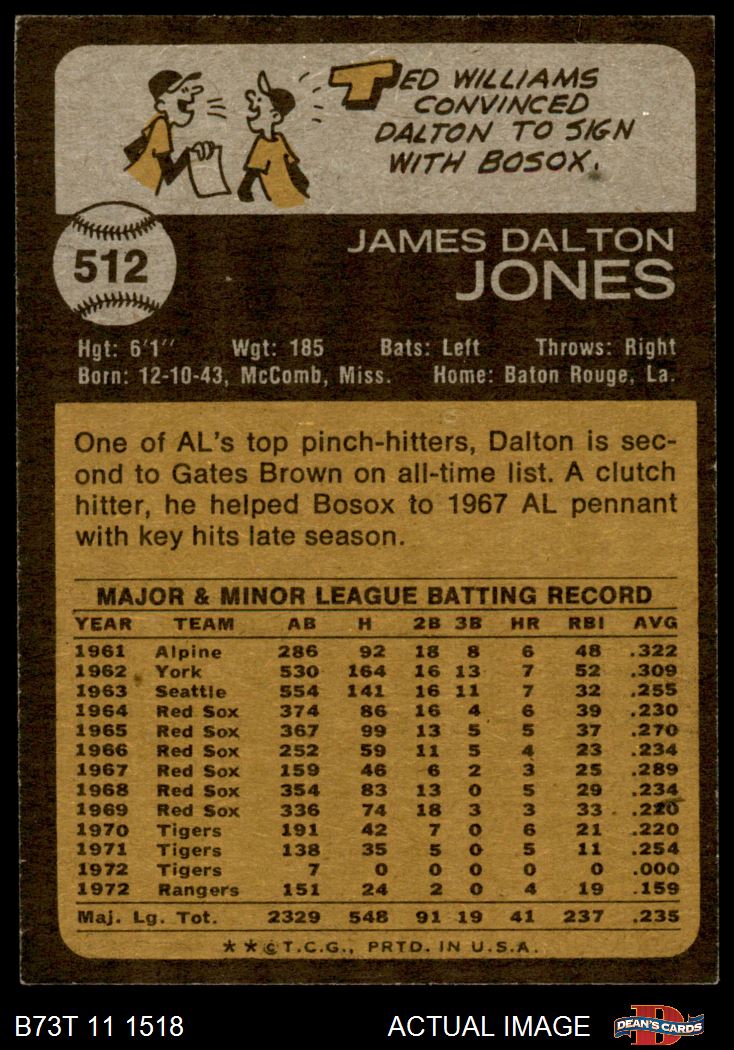 TED WILLIAMS
CONVINCED
DALTON TO SIGN
WITH BOSOX.
512
JAMES DALTON
JONES
Hgt: 6'1" Wgt: 185 Bats: Left Throws: Right
Born: 12-10-43, McComb, Miss. Home: Baton Rouge, La.
One of AL's top pinch-hitters, Dalton is sec-
ond to Gates Brown on all-time list. A clutch
hitter, he helped Bosox to 1967 AL pennant
with key hits late season.
MAJOR & MINOR LEAGUE BATTING RECORD
YEAR TEAM AB H 2B 3B HR RBI AVG
1961 Alpine 286 92 18 8 6 48 .322
1962 York 530 164 16 13 7 52 .309
1963 Seattle 554 141 16 11 7 32 .255
1964 Red Sox 374 86 16 4 6 39 .230
1965 Red Sox 367 99 13 5 5 37 .270
1966 Red Sox 252 59 11 5 4 23 .234
1967 Red Sox 159 46 6 2 3 25 .289
1968 Red Sox 354 83 13 0 5 29 .234
1969 Red Sox 336 74 18 3 3 33 .220
1970 Tigers 191 42 7 0 6 21 .220
1971 Tigers 138 35 5 0 5 11 .254
1972 Tigers 7 0 0 0 0 0 .000
1972 Rangers 151 24 2 0 4 19 .159
Maj. Lg. Tot. 2329 548 91 19 41 237 .235
★★©T.C.G., PRTD. IN U.S.A.
B73T 11 1518 ACTUAL IMAGE D DEAN'S CARDS